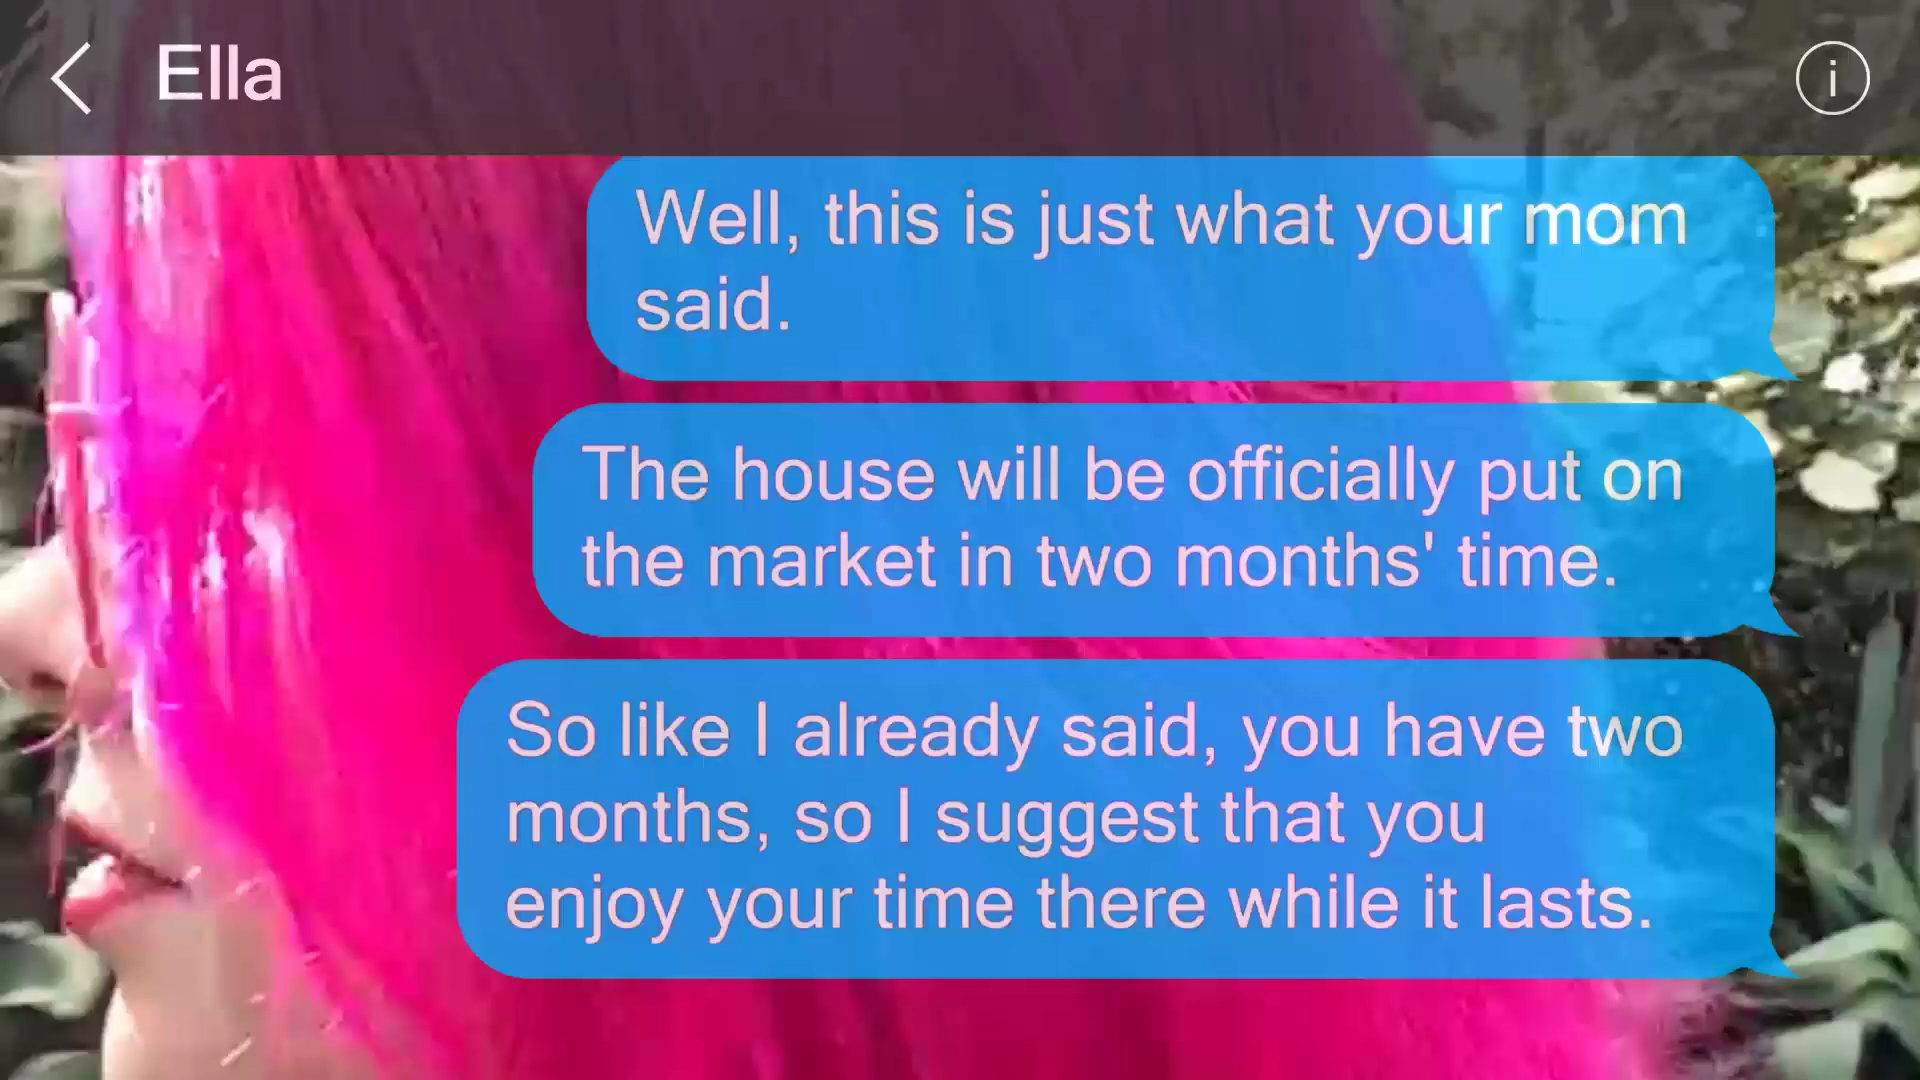 Ella
Well, this is just what your mom
said.
The house will be officially put on
the market in two months' time.
So like I already said, you have two
months, so I suggest that you
enjoy your time there while it lasts.